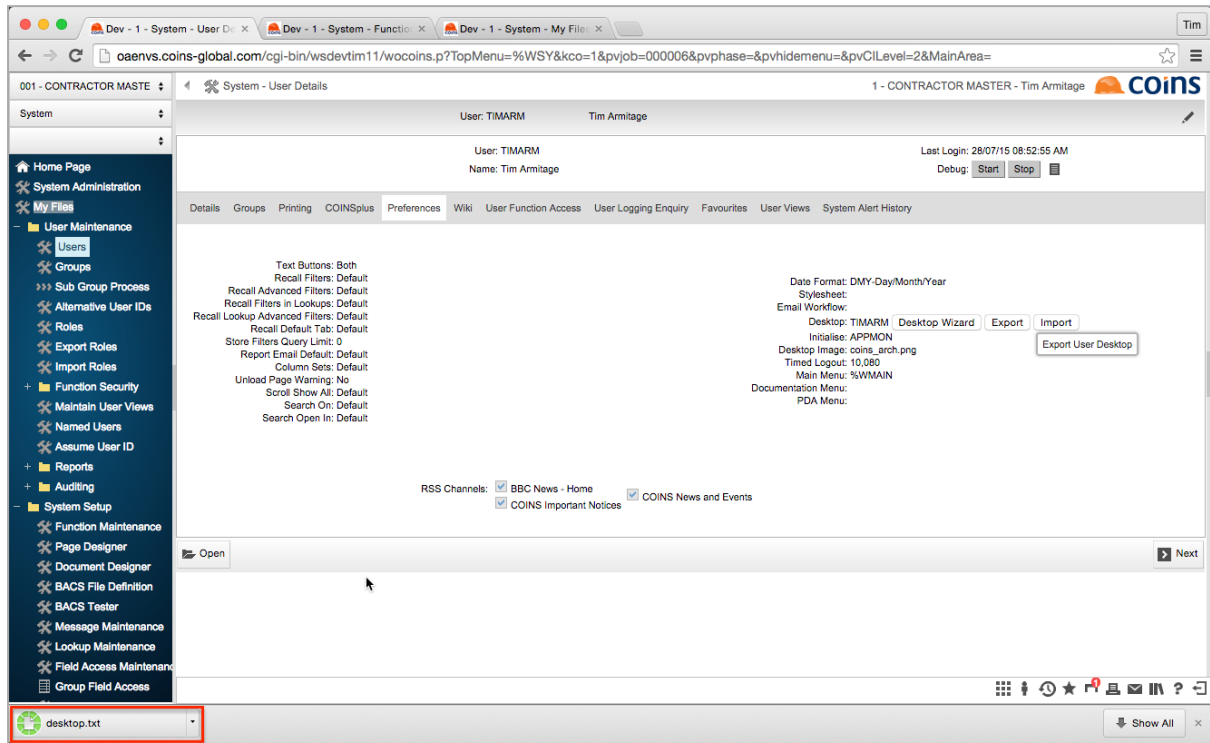 Dev - 1 - System - User De
Dev - 1 - System - Function
Dev - 1 - System - My Files
Tim
oaenvs.coins-global.com/cgi-bin/wsdevtim11/wocoins.p?TopMenu=%WSY&kco=1&pvjob=000006&pvphase=&pvhidemenu=&pvCILevel=2&MainArea=
001 - CONTRACTOR MASTE
System - User Details
1 - CONTRACTOR MASTER - Tim Armitage
coins
System
User: TIMARM Tim Armitage
User: TIMARM
Name: Tim Armitage
Last Login: 28/07/15 08:52:55 AM
Debug: Start Stop
Details Groups Printing COINSplus Preferences Wiki User Function Access User Logging Enquiry Favourites User Views System Alert History
Home Page
System Administration
My Files
User Maintenance
Users
Groups
Sub Group Process
Alternative User IDs
Roles
Export Roles
Import Roles
Function Security
Maintain User Views
Named Users
Assume User ID
Reports
Auditing
System Setup
Function Maintenance
Page Designer
Document Designer
BACS File Definition
BACS Tester
Message Maintenance
Lookup Maintenance
Field Access Maintenanc
Group Field Access
Text Buttons: Both
Recall Filters: Default
Recall Advanced Filters: Default
Recall Filters in Lookups: Default
Recall Lookup Advanced Filters: Default
Recall Default Tab: Default
Store Filters Query Limit: 0
Report Email Default: Default
Column Sets: Default
Unload Page Warning: No
Scroll Show All: Default
Search On: Default
Search Open In: Default
Date Format: DMY-Day/Month/Year
Stylesheet:
Email Workflow:
Desktop: TIMARM Desktop Wizard Export Import
Initialise: APPMON
Desktop Image: coins_arch.png
Timed Logout: 10,080
Main Menu: %WMAIN
Documentation Menu:
PDA Menu:
Export User Desktop
RSS Channels: BBC News - Home
COINS Important Notices
COINS News and Events
Open
Next
1
desktop.txt
Show All